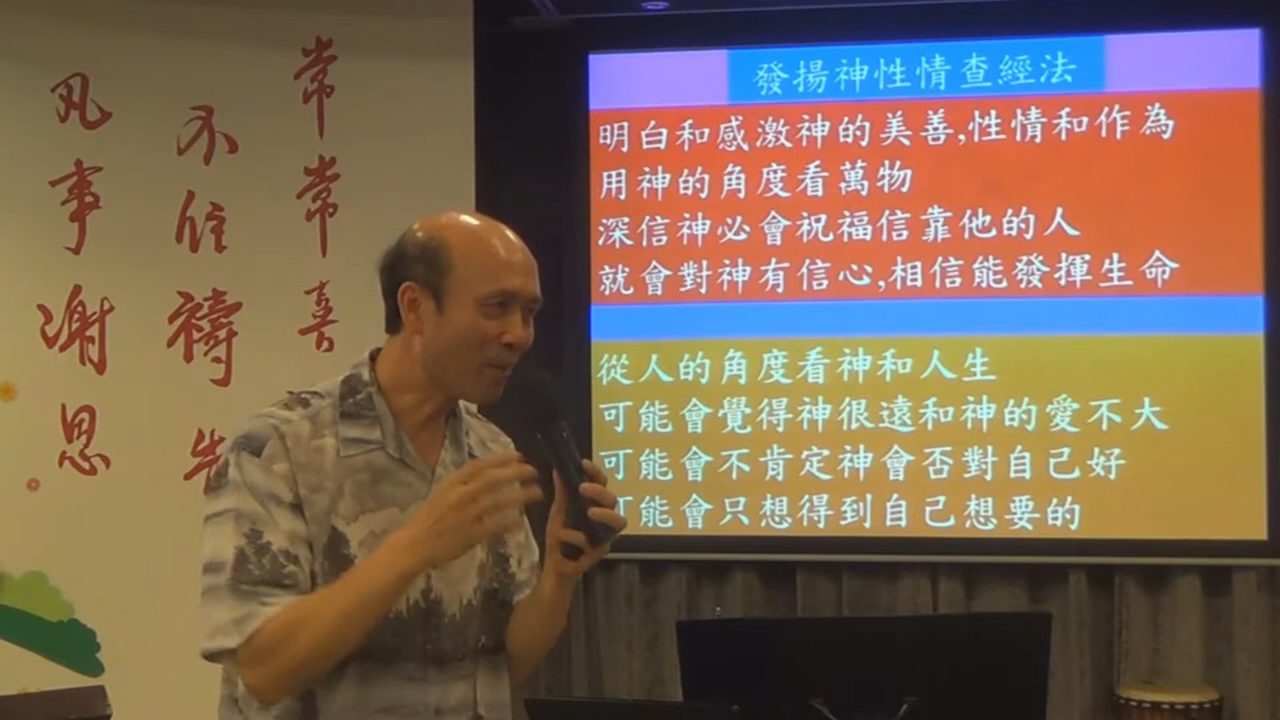 常常喜
不住禱告
凡事謝恩
發揚神性情查經法
明白和感激神的美善,性情和作為
用神的角度看萬物
深信神必會祝福信靠他的人
就會對神有信心,相信能發揮生命
從人的角度看神和人生
可能會覺得神很遠和神的愛不大
可能會不肯定神會否對自己好
可能會只想得到自己想要的